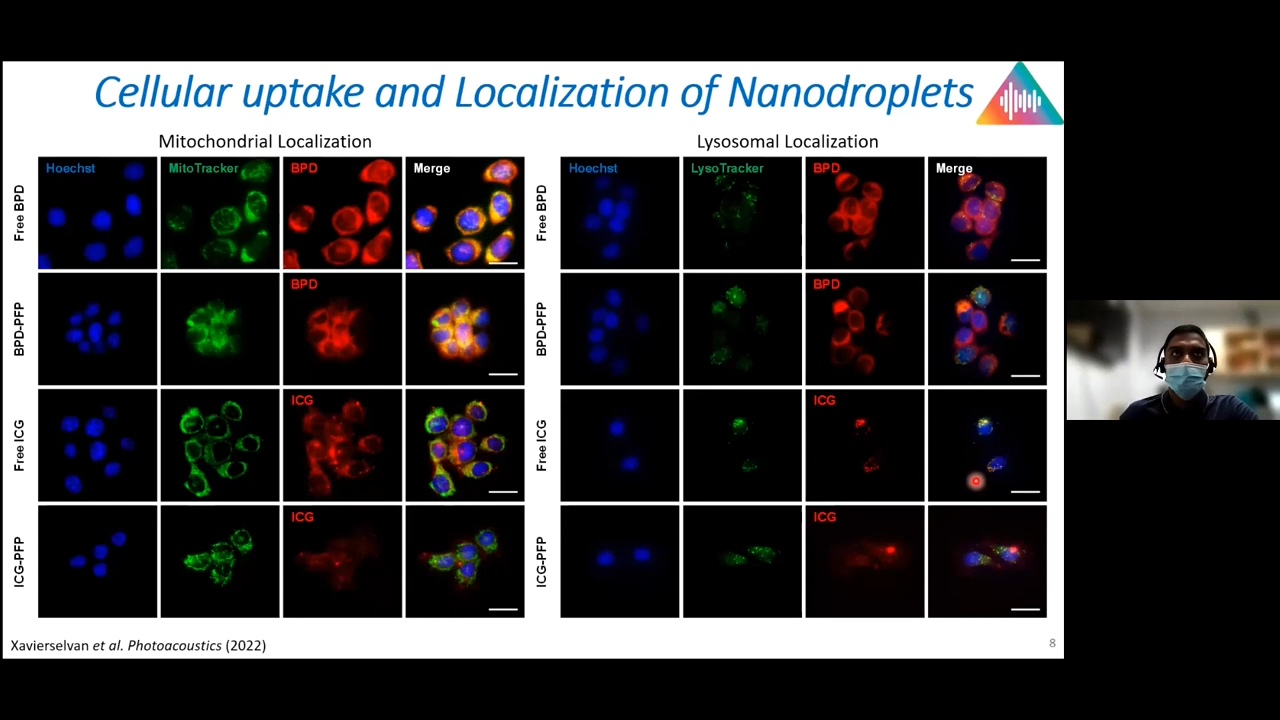 Cellular uptake and Localization of Nanodroplets
Mitochondrial Localization
Lysosomal Localization
Free BPD
Hoechst
MitoTracker
BPD
Merge
Free BPD
Hoechst
LysoTracker
BPD
Merge
BPD-PFP
BPD
BPD-PFP
BPD
Free ICG
ICG
Free ICG
ICG
ICG-PFP
ICG
ICG-PFP
ICG
Xavierselvan et al. Photoacoustics (2022)
8